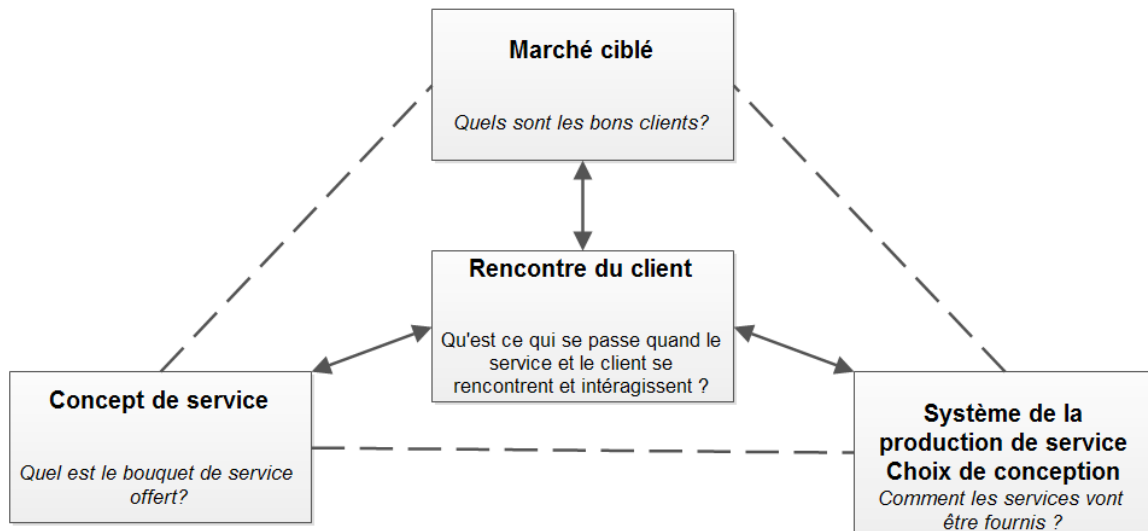 Marché ciblé
Quels sont les bons clients?
Rencontre du client
Qu'est ce qui se passe quand le
service et le client se
rencontrent et intéragissent ?
Concept de service
Quel est le bouquet de service
offert?
Système de la
production de service
Choix de conception
Comment les services vont
être fournis ?